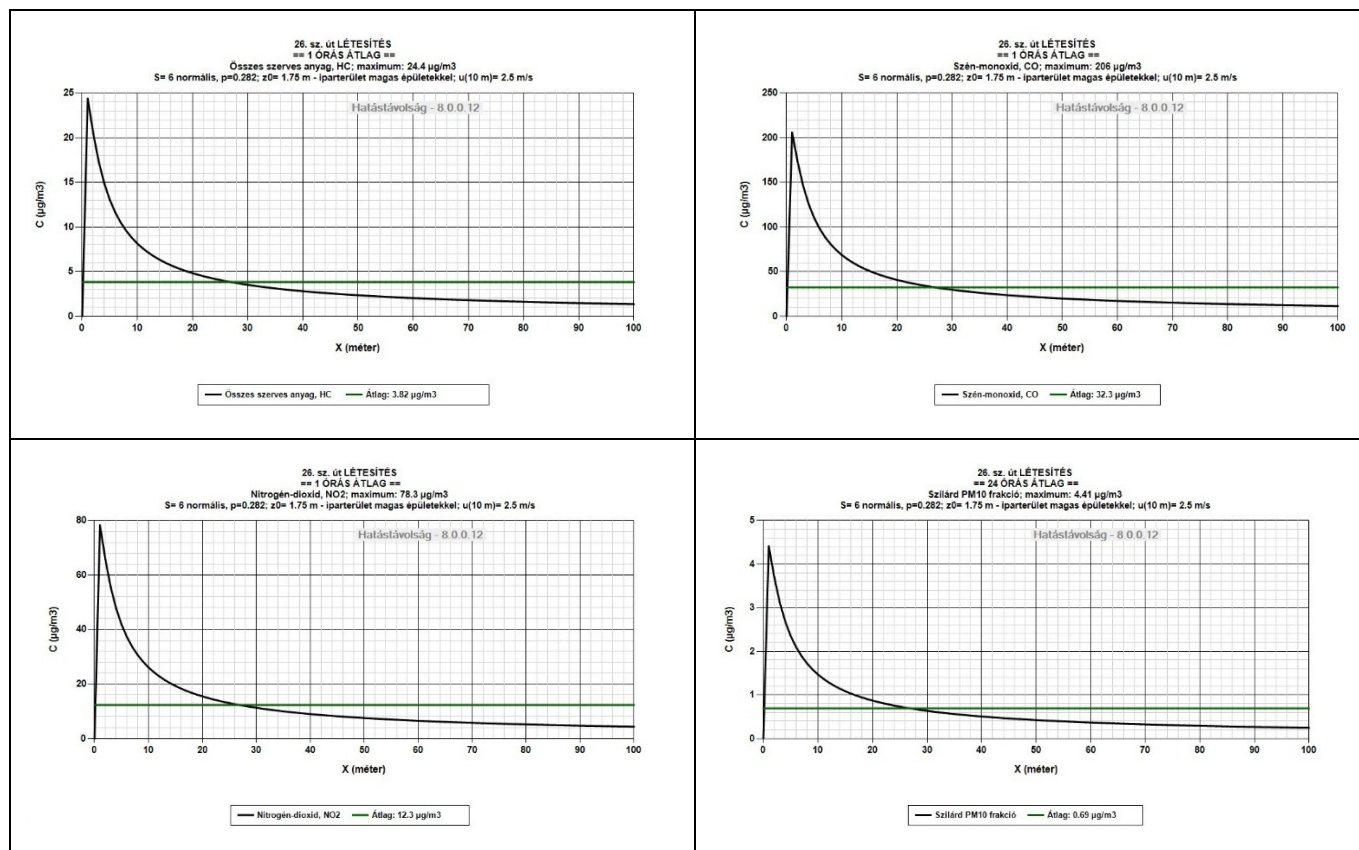 26. sz. út LÉTESÍTÉS
== 1 ÓRÁS ÁTLAG ==
Összes szerves anyag, HC; maximum: 24.4 µg/m3
S= 6 normális, p=0.282; z0= 1.75 m - iparterület magas épületekkel; u(10 m)= 2.5 m/s
Hatástávolság - 8.0.0.12
25
20
15
10
5
0
C (µg/m3)
0 10 20 30 40 50 60 70 80 90 100
X (méter)
Összes szerves anyag, HC Átlag: 3.82 µg/m3
26. sz. út LÉTESÍTÉS
== 1 ÓRÁS ÁTLAG ==
Szén-monoxid, CO; maximum: 206 µg/m3
S= 6 normális, p=0.282; z0= 1.75 m - iparterület magas épületekkel; u(10 m)= 2.5 m/s
Hatástávolság - 8.0.0.12
250
200
150
100
50
0
C (µg/m3)
0 10 20 30 40 50 60 70 80 90 100
X (méter)
Szén-monoxid, CO Átlag: 32.3 µg/m3
26. sz. út LÉTESÍTÉS
== 1 ÓRÁS ÁTLAG ==
Nitrogén-dioxid, NO2; maximum: 78.3 µg/m3
S= 6 normális, p=0.282; z0= 1.75 m - iparterület magas épületekkel; u(10 m)= 2.5 m/s
Hatástávolság - 8.0.0.12
80
60
40
20
0
C (µg/m3)
0 10 20 30 40 50 60 70 80 90 100
X (méter)
Nitrogén-dioxid, NO2 Átlag: 12.3 µg/m3
26. sz. út LÉTESÍTÉS
== 24 ÓRÁS ÁTLAG ==
Szilárd PM10 frakció; maximum: 4.41 µg/m3
S= 6 normális, p=0.282; z0= 1.75 m - iparterület magas épületekkel; u(10 m)= 2.5 m/s
Hatástávolság - 8.0.0.12
5
4
3
2
1
0
C (µg/m3)
0 10 20 30 40 50 60 70 80 90 100
X (méter)
Szilárd PM10 frakció Átlag: 0.69 µg/m3